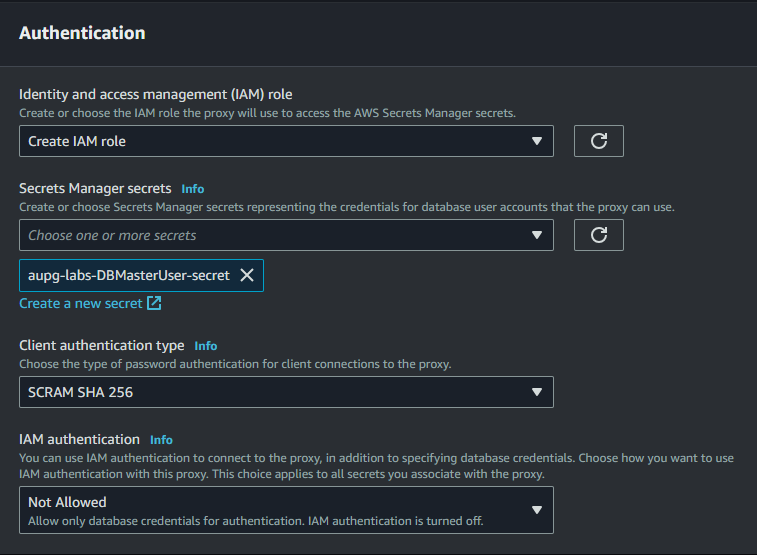 Authentication
Identity and access management (IAM) role
Create or choose the IAM role the proxy will use to access the AWS Secrets Manager secrets.
Create IAM role
Secrets Manager secrets Info
Create or choose Secrets Manager secrets representing the credentials for database user accounts that the proxy can use.
Choose one or more secrets
aupg-labs-DBMasterUser-secret
Create a new secret
Client authentication type Info
Choose the type of password authentication for client connections to the proxy.
SCRAM SHA 256
IAM authentication Info
You can use IAM authentication to connect to the proxy, in addition to specifying database credentials. Choose how you want to use
IAM authentication with this proxy. This choice applies to all secrets you associate with the proxy.
Not Allowed
Allow only database credentials for authentication. IAM authentication is turned off.